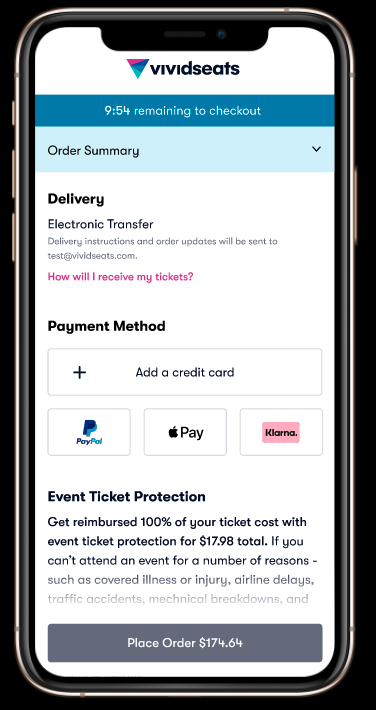 vividseats
9:54 remaining to checkout
Order Summary
Delivery
Electronic Transfer
Delivery instructions and order updates will be sent to
test@vividseats.com.
How will I receive my tickets?
Payment Method
+ Add a credit card
PayPal Pay Klarna.
Event Ticket Protection
Get reimbursed 100% of your ticket cost with
event ticket protection for $17.98 total. If you
can't attend an event for a number of reasons -
such as covered illness or injury, airline delays,
traffic accidents, mechnical breakdowns, and
Place Order $174.64